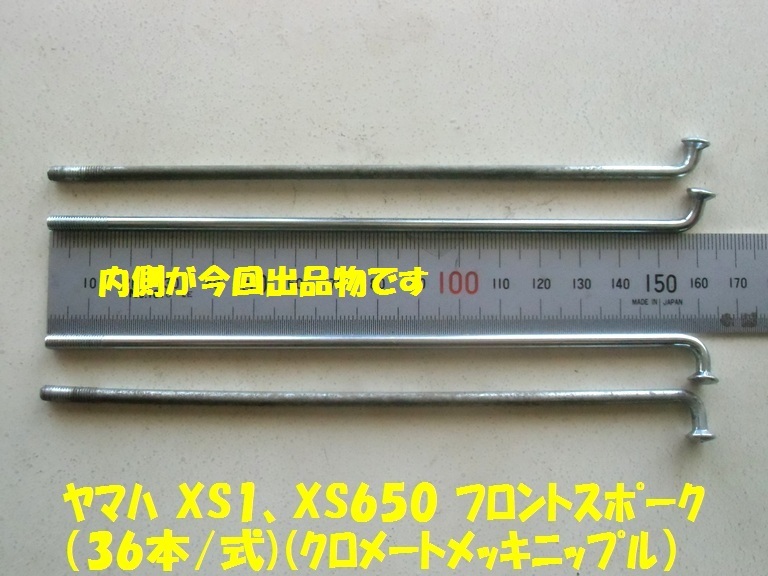 内側が今回出品物です
10 100 110 120 130 140 150 160 170
MADE IN JAPAN
ヤマハ XS1、XS650 フロントスポーク
(36本/式)(クロメートメッキニップル)